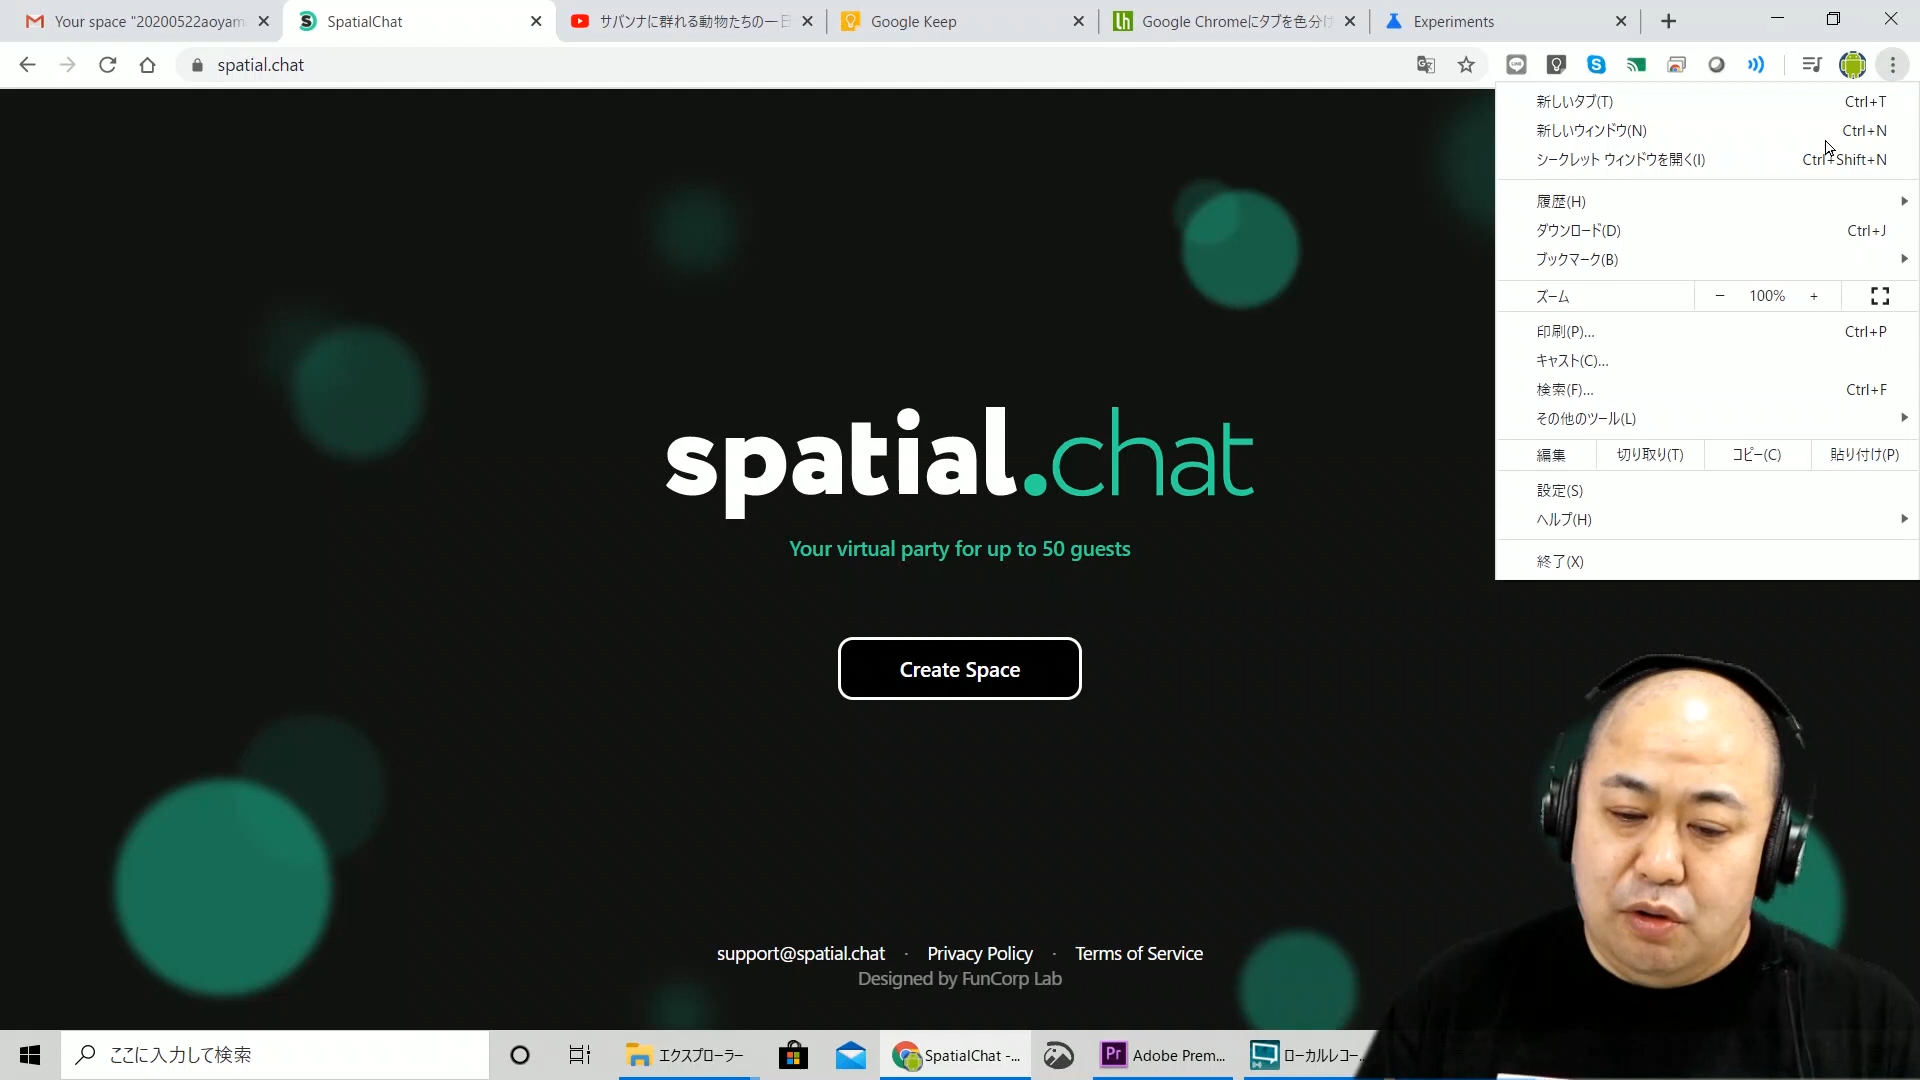 Your space "20200522aoyam
SpatialChat
サバンナに群れる動物たちの一日
Google Keep
Google Chromeにタブを色分け
Experiments
spatial.chat
新しいタブ(T) Ctrl+T
新しいウィンドウ(N) Ctrl+N
シークレット ウィンドウを開く(I) Ctrl+Shift+N
履歴(H)
ダウンロード(D) Ctrl+J
ブックマーク(B)
ズーム − 100% +
印刷(P)... Ctrl+P
キャスト(C)...
検索(F)... Ctrl+F
その他のツール(L)
編集 切り取り(T) コピー(C) 貼り付け(P)
設定(S)
ヘルプ(H)
終了(X)
spatial.chat
Your virtual party for up to 50 guests
Create Space
support@spatial.chat · Privacy Policy · Terms of Service
Designed by FunCorp Lab
ここに入力して検索
エクスプローラー
SpatialChat -...
Pr Adobe Prem...
ローカルレコー...